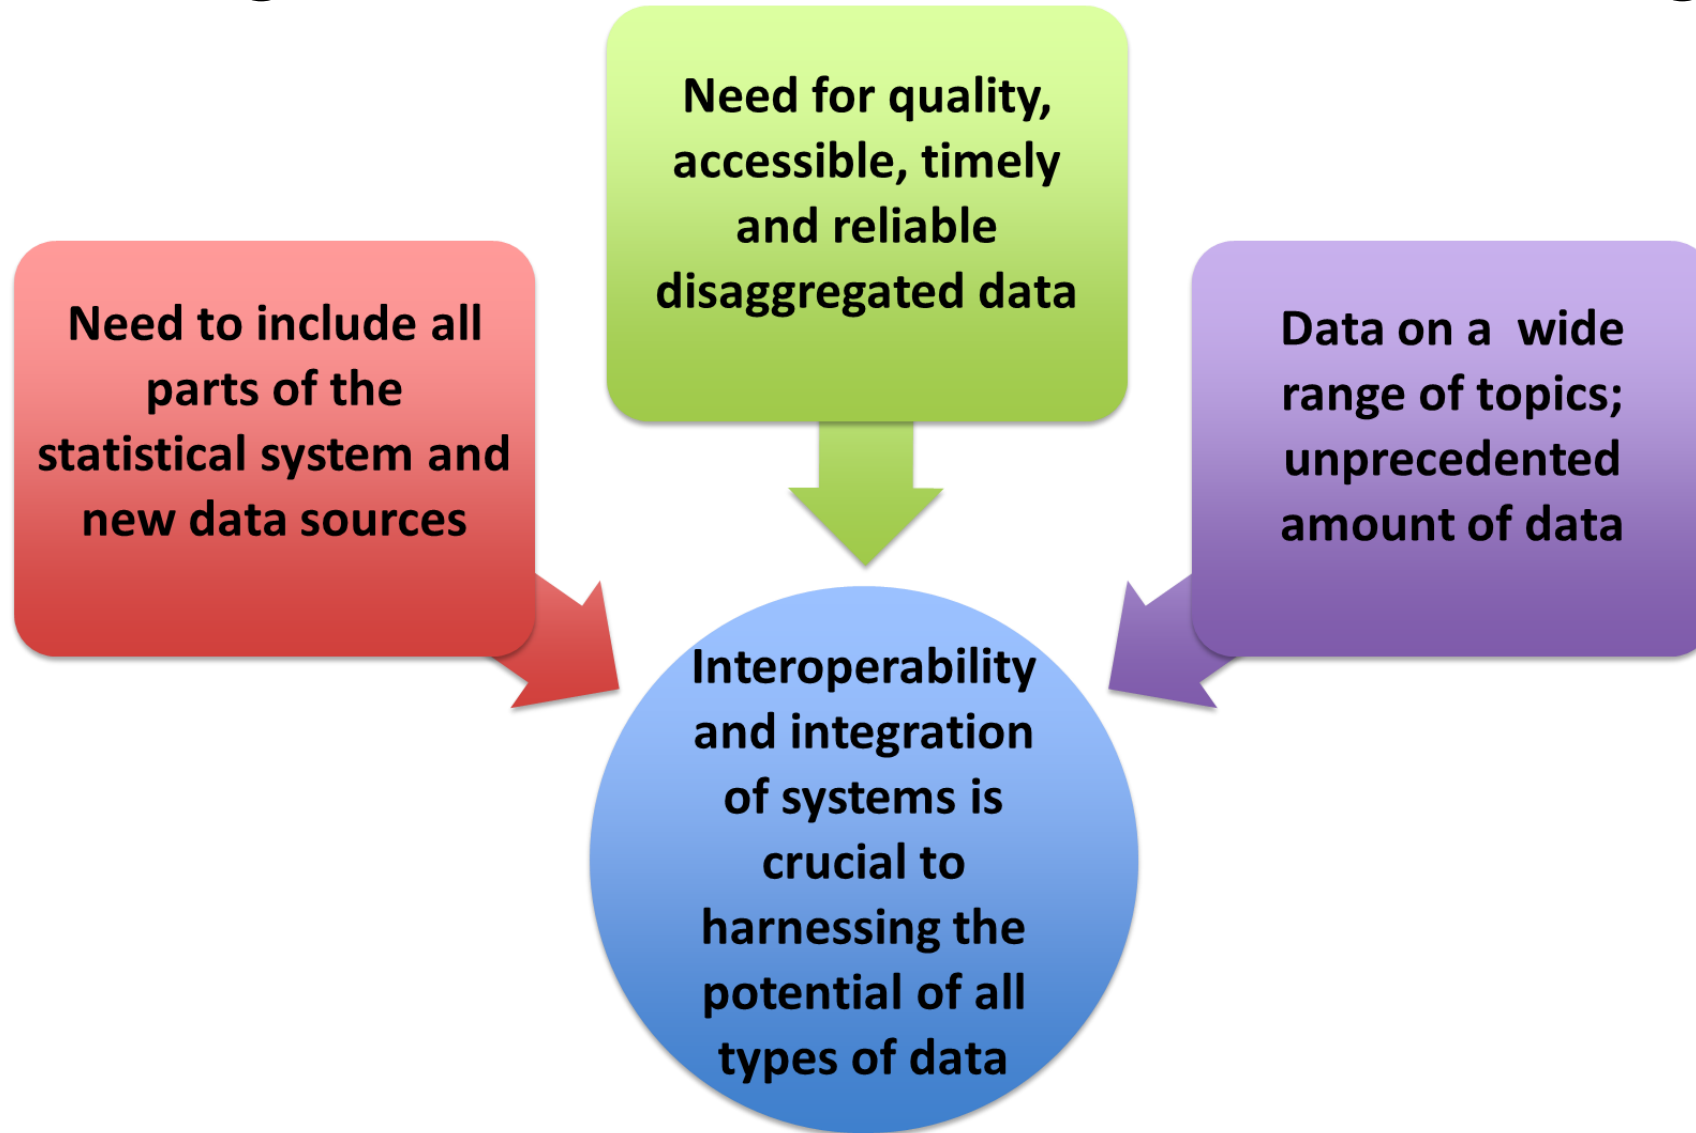 Need for quality,
accessible, timely
and reliable
disaggregated data
Need to include all
parts of the
statistical system and
new data sources
Data on a  wide
range of topics;
unprecedented
amount of data
Interoperability
and integration
of systems is
crucial to
harnessing the
potential of all
types of data